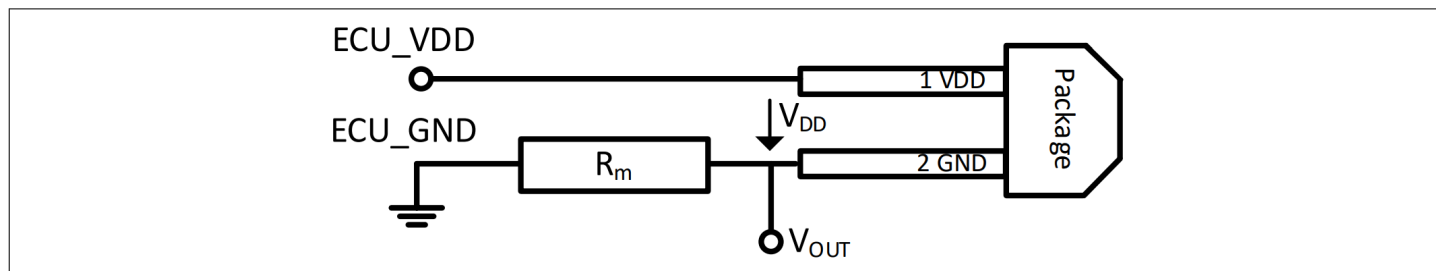 ECU_VDD
1 VDD
Package
V_DD
ECU_GND
R_m
2 GND
V_OUT